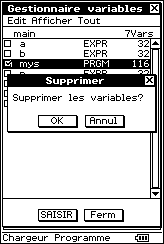 Gestionnaire variables
Edit Afficher Tout
main 7Vars
a EXPR 32
b EXPR 32
mys PRGM 116
Supprimer
Supprimer les variables?
OK Annul
SAISIR Ferm
Chargeur Programme